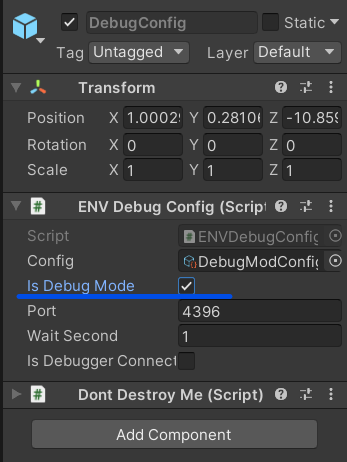 DebugConfig Static
Tag Untagged Layer Default
Transform
Position X 1.00029 Y 0.28106 Z -10.859
Rotation X 0 Y 0 Z 0
Scale X 1 Y 1 Z 1
ENV Debug Config (Script
Script ENVDebugConfig
Config DebugModConfig
Is Debug Mode
Port 4396
Wait Second 1
Is Debugger Connect
Dont Destroy Me (Script)
Add Component